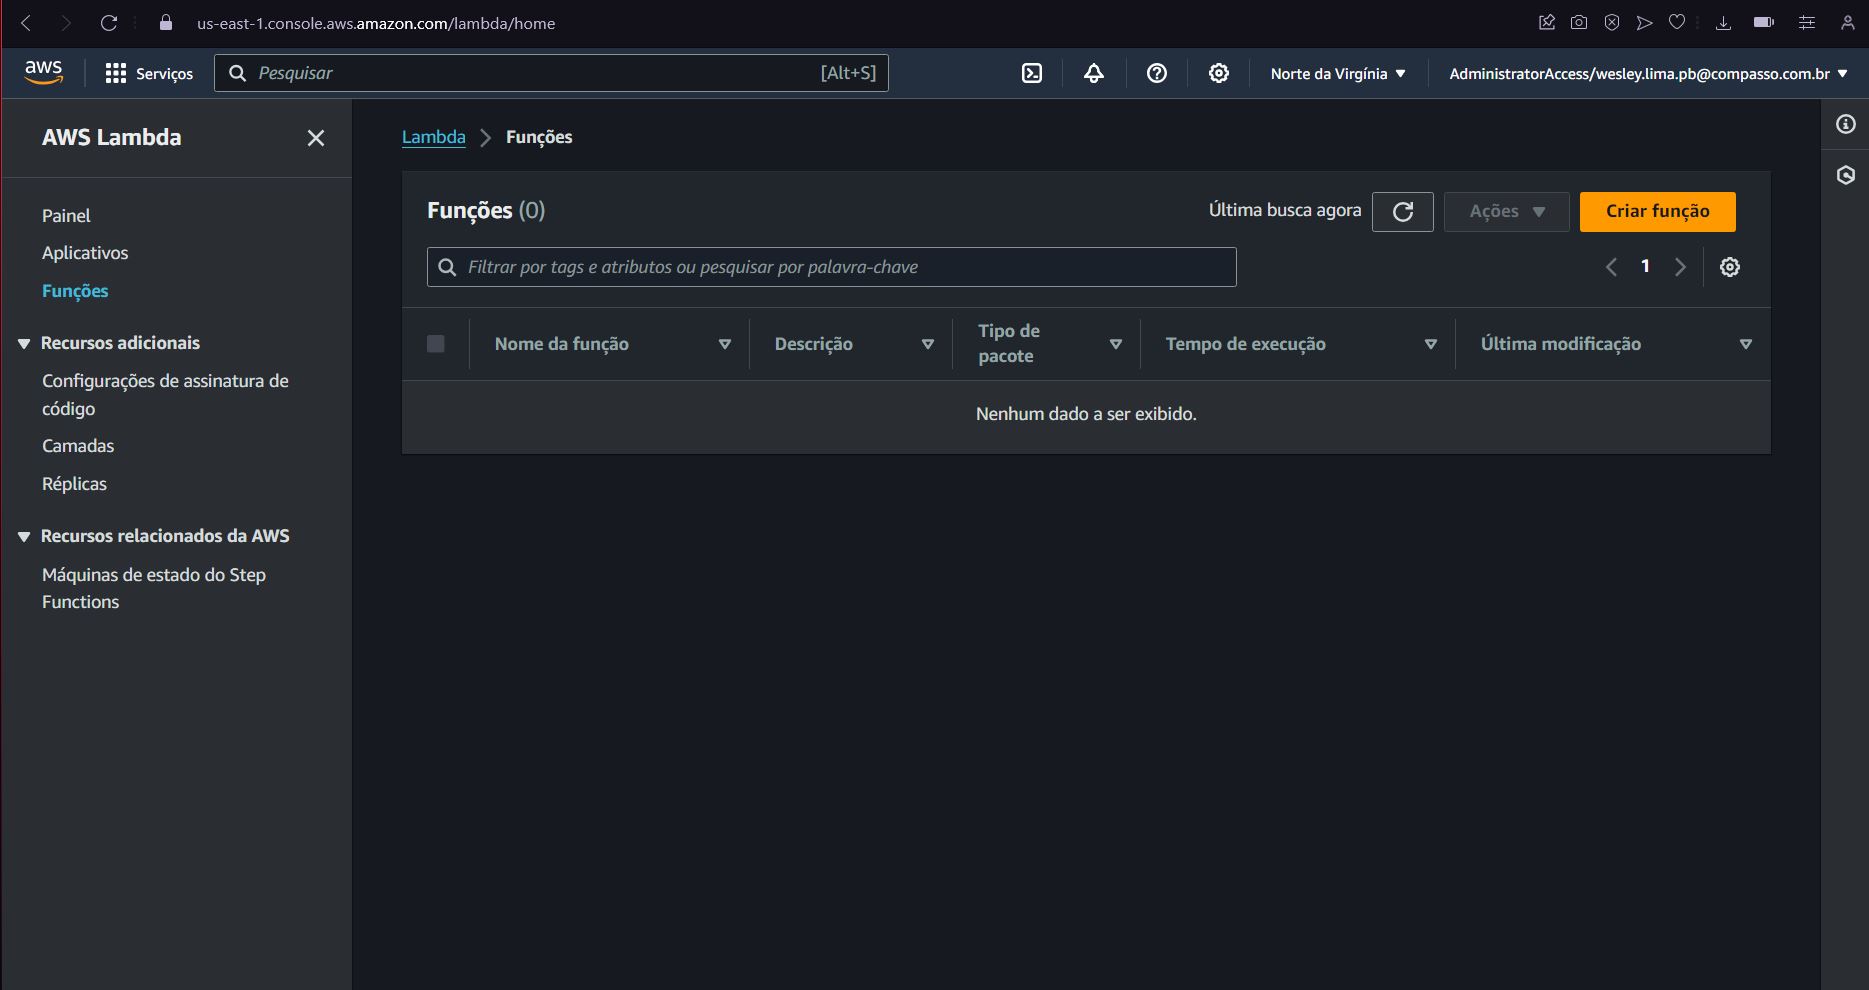 us-east-1.console.aws.amazon.com/lambda/home
aws
Serviços
Pesquisar
[Alt+S]
Norte da Virgínia
AdministratorAccess/wesley.lima.pb@compasso.com.br
AWS Lambda
Painel
Aplicativos
Funções
Recursos adicionais
Configurações de assinatura de
código
Camadas
Réplicas
Recursos relacionados da AWS
Máquinas de estado do Step
Functions
Lambda
Funções
Funções (0)
Última busca agora
Ações
Criar função
Filtrar por tags e atributos ou pesquisar por palavra-chave
1
Nome da função
Descrição
Tipo de
pacote
Tempo de execução
Última modificação
Nenhum dado a ser exibido.